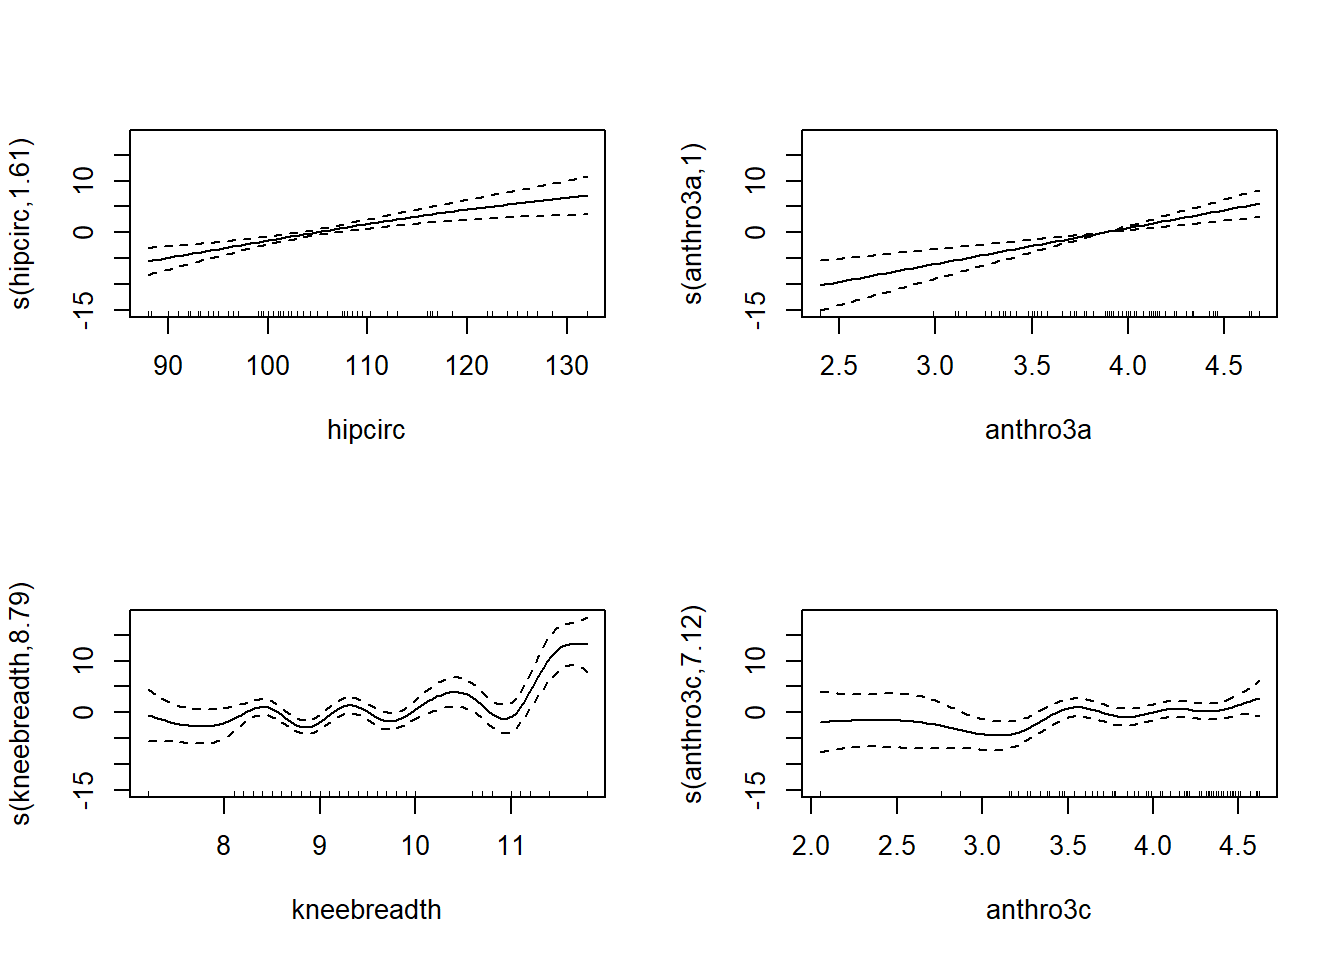 s(hipcirc,1.61)
10
0
-15
90 100 110 120 130
hipcirc
s(anthro3a,1)
10
0
-15
2.5 3.0 3.5 4.0 4.5
anthro3a
s(kneebreadth,8.79)
10
0
-15
8 9 10 11
kneebreadth
s(anthro3c,7.12)
10
0
-15
2.0 2.5 3.0 3.5 4.0 4.5
anthro3c